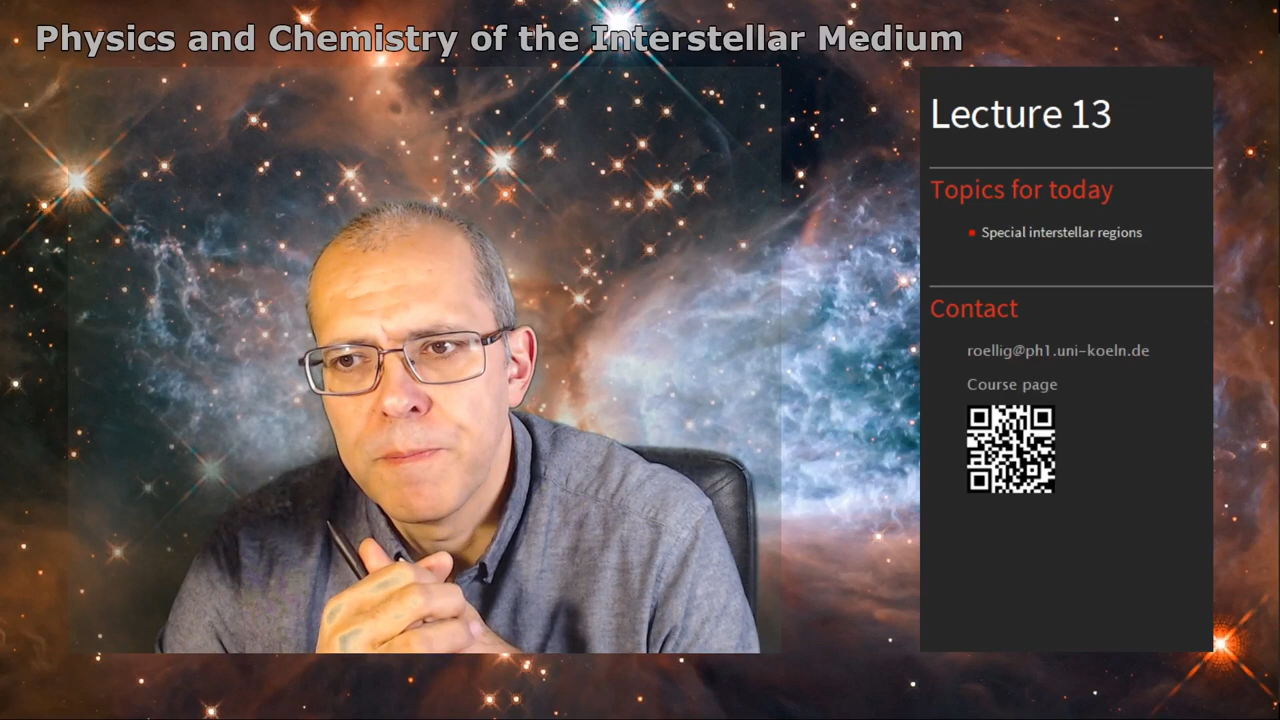 Physics and Chemistry of the Interstellar Medium
Lecture 13
Topics for today
Special interstellar regions
Contact
roellig@ph1.uni-koeln.de
Course page